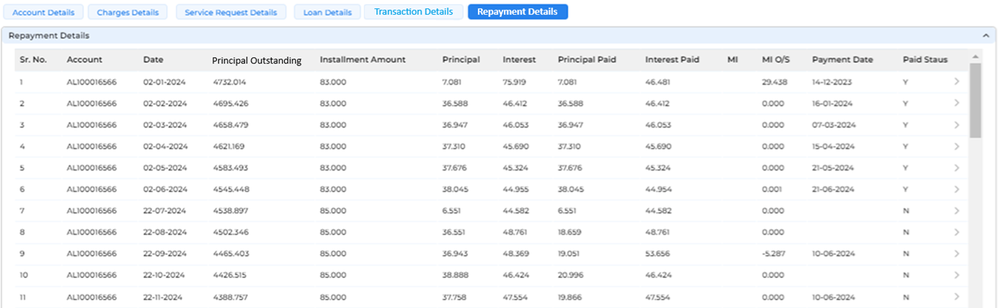 Account Details Charges Details Service Request Details Loan Details Transaction Details Repayment Details
Repayment Details
Sr. No. Account Date Principal Outstanding Installment Amount Principal Interest Principal Paid Interest Paid MI MI O/S Payment Date Paid Staus
1 AL100016566 02-01-2024 4732.014 83.000 7.081 75.919 7.081 46.481 29.438 14-12-2023 Y
2 AL100016566 02-02-2024 4695.426 83.000 36.588 46.412 36.588 46.412 0.000 16-01-2024 Y
3 AL100016566 02-03-2024 4658.479 83.000 36.947 46.053 36.947 46.053 0.000 07-03-2024 Y
4 AL100016566 02-04-2024 4621.169 83.000 37.310 45.690 37.310 45.690 0.000 15-04-2024 Y
5 AL100016566 02-05-2024 4583.493 83.000 37.676 45.324 37.676 45.324 0.000 21-05-2024 Y
6 AL100016566 02-06-2024 4545.448 83.000 38.045 44.955 38.045 44.954 0.001 21-06-2024 Y
7 AL100016566 22-07-2024 4538.897 85.000 6.551 44.582 6.551 44.582 0.000 N
8 AL100016566 22-08-2024 4502.346 85.000 36.551 48.761 18.659 48.761 0.000 N
9 AL100016566 22-09-2024 4465.403 85.000 36.943 48.369 19.051 53.656 -5.287 10-06-2024 N
10 AL100016566 22-10-2024 4426.515 85.000 38.888 46.424 20.996 46.424 0.000 N
11 AL100016566 22-11-2024 4388.757 85.000 37.758 47.554 19.866 47.554 0.000 10-06-2024 N